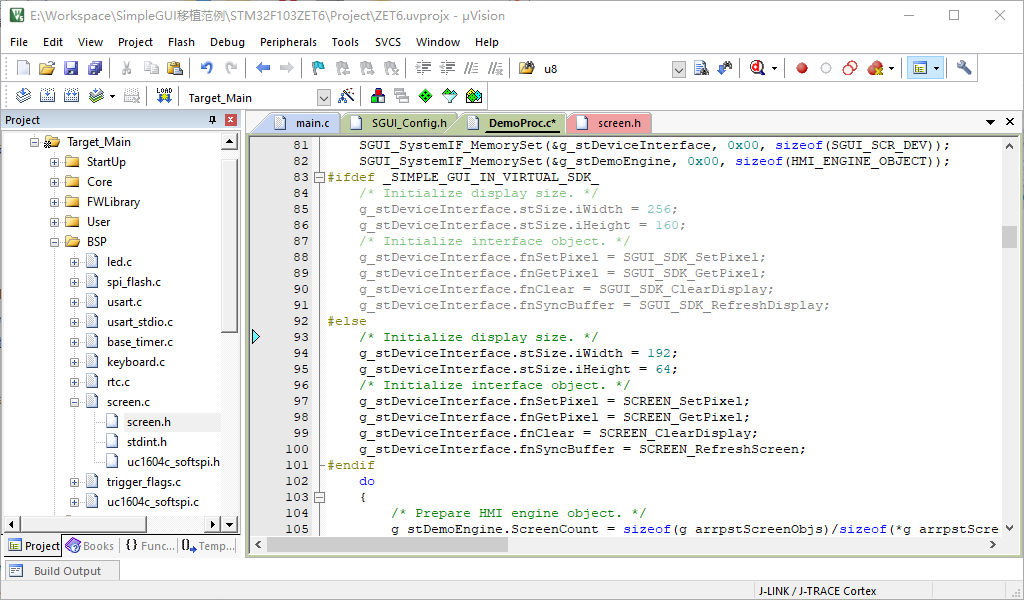 E:\Workspace\SimpleGUI移植范例\STM32F103ZET6\Project\ZET6.uvprojx - µVision
File Edit View Project Flash Debug Peripherals Tools SVCS Window Help
u8
LOAD Target_Main
Project
main.c SGUI_Config.h DemoProc.c* screen.h
Target_Main
StartUp
Core
FWLibrary
User
BSP
led.c
spi_flash.c
usart.c
usart_stdio.c
base_timer.c
keyboard.c
rtc.c
screen.c
screen.h
stdint.h
uc1604c_softspi.h
trigger_flags.c
uc1604c_softspi.c
81 SGUI_SystemIF_MemorySet(&g_stDeviceInterface, 0x00, sizeof(SGUI_SCR_DEV));
82 SGUI_SystemIF_MemorySet(&g_stDemoEngine, 0x00, sizeof(HMI_ENGINE_OBJECT));
83 #ifdef _SIMPLE_GUI_IN_VIRTUAL_SDK_
84 /* Initialize display size. */
85 g_stDeviceInterface.stSize.iWidth = 256;
86 g_stDeviceInterface.stSize.iHeight = 160;
87 /* Initialize interface object. */
88 g_stDeviceInterface.fnSetPixel = SGUI_SDK_SetPixel;
89 g_stDeviceInterface.fnGetPixel = SGUI_SDK_GetPixel;
90 g_stDeviceInterface.fnClear = SGUI_SDK_ClearDisplay;
91 g_stDeviceInterface.fnSyncBuffer = SGUI_SDK_RefreshDisplay;
92 #else
93 /* Initialize display size. */
94 g_stDeviceInterface.stSize.iWidth = 192;
95 g_stDeviceInterface.stSize.iHeight = 64;
96 /* Initialize interface object. */
97 g_stDeviceInterface.fnSetPixel = SCREEN_SetPixel;
98 g_stDeviceInterface.fnGetPixel = SCREEN_GetPixel;
99 g_stDeviceInterface.fnClear = SCREEN_ClearDisplay;
100 g_stDeviceInterface.fnSyncBuffer = SCREEN_RefreshScreen;
101 #endif
102 do
103 {
104 /* Prepare HMI engine object. */
105 g_stDemoEngine.ScreenCount = sizeof(g_arrpstScreenObjs)/sizeof(*g_arrpstScre
Project Books {} Func... Temp...
Build Output
J-LINK / J-TRACE Cortex